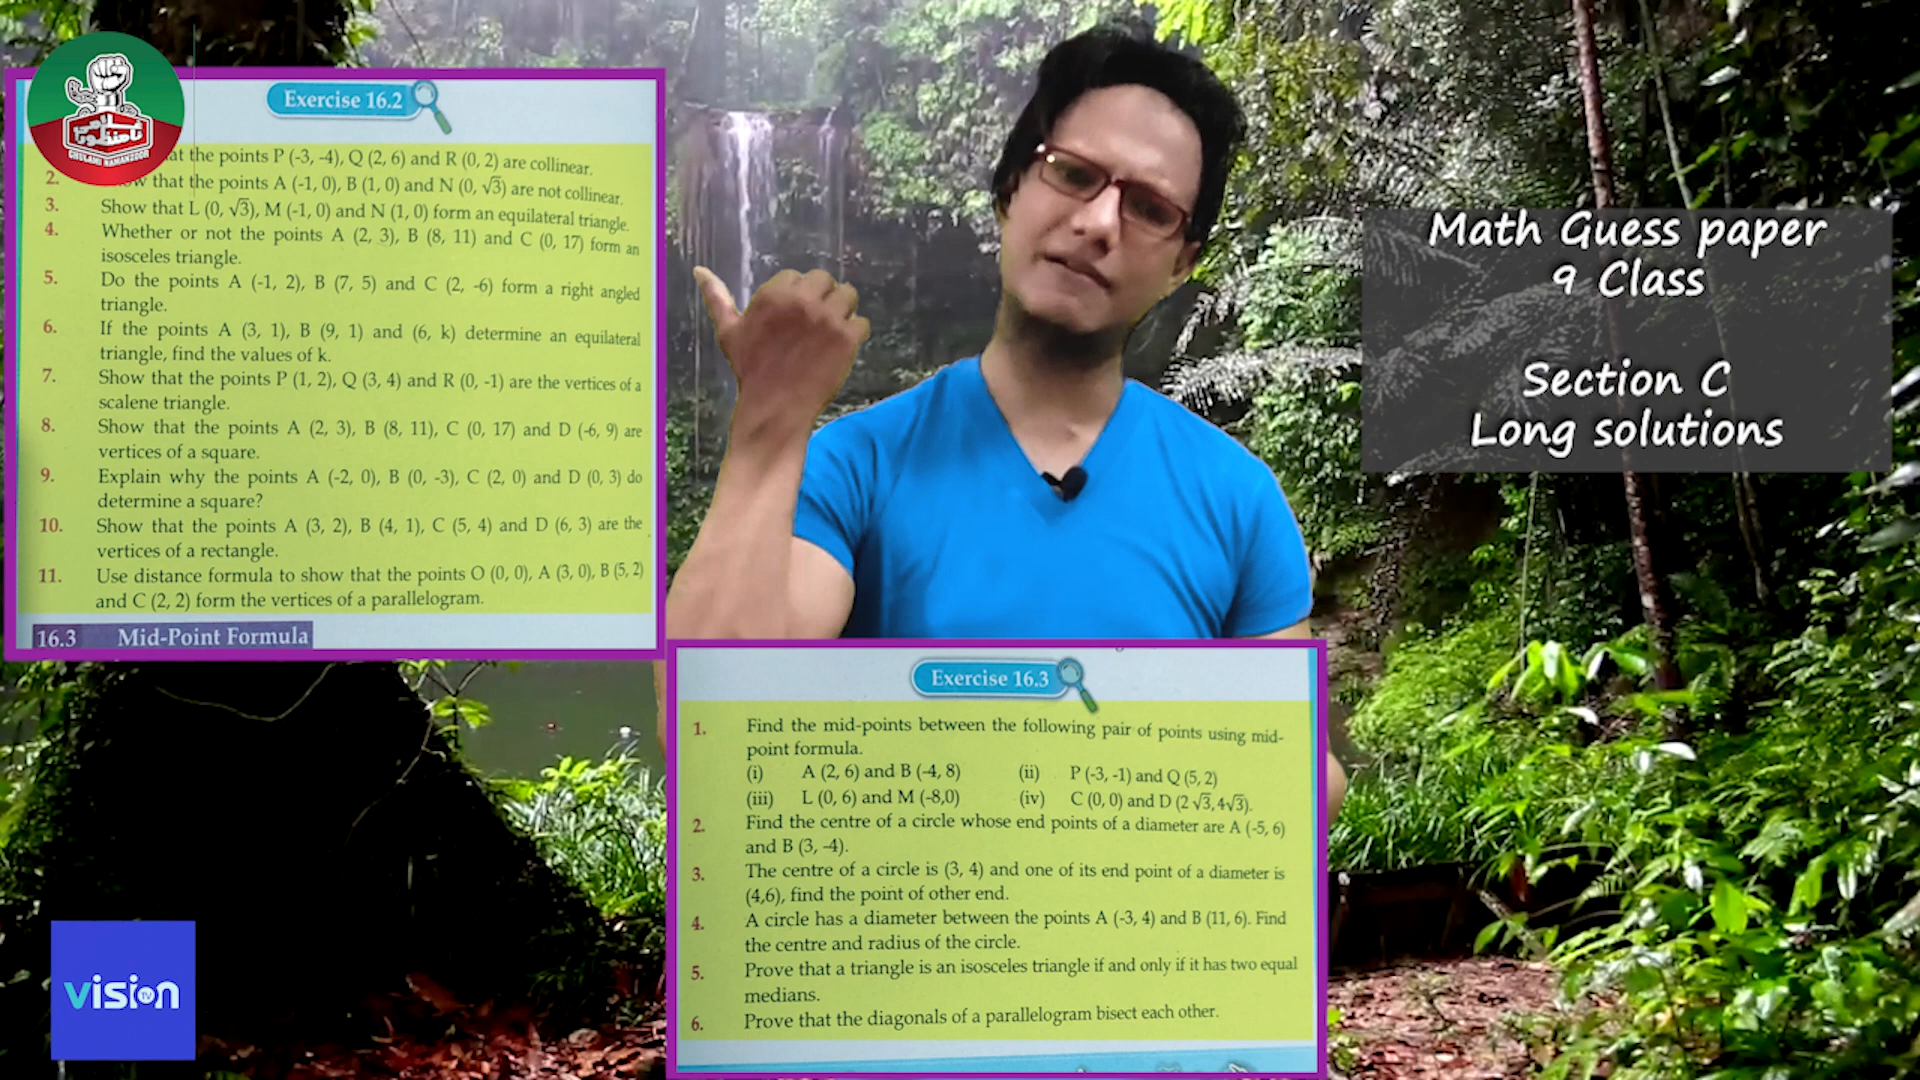 غلامی
نامنظور
GHULAMI NAMANZOOR
Exercise 16.2
at the points P (-3, -4), Q (2, 6) and R (0, 2) are collinear.
2. ow that the points A (-1, 0), B (1, 0) and N (0, √3) are not collinear.
3. Show that L (0, √3), M (-1, 0) and N (1, 0) form an equilateral triangle.
4. Whether or not the points A (2, 3), B (8, 11) and C (0, 17) form an
isosceles triangle.
5. Do the points A (-1, 2), B (7, 5) and C (2, -6) form a right angled
triangle.
6. If the points A (3, 1), B (9, 1) and (6, k) determine an equilateral
triangle, find the values of k.
7. Show that the points P (1, 2), Q (3, 4) and R (0, -1) are the vertices of a
scalene triangle.
8. Show that the points A (2, 3), B (8, 11), C (0, 17) and D (-6, 9) are
vertices of a square.
9. Explain why the points A (-2, 0), B (0, -3), C (2, 0) and D (0, 3) do
determine a square?
10. Show that the points A (3, 2), B (4, 1), C (5, 4) and D (6, 3) are the
vertices of a rectangle.
11. Use distance formula to show that the points O (0, 0), A (3, 0), B (5, 2)
and C (2, 2) form the vertices of a parallelogram.
16.3 Mid-Point Formula
Math Guess paper
9 Class
Section C
Long solutions
Exercise 16.3
1. Find the mid-points between the following pair of points using mid-
point formula.
(i) A (2, 6) and B (-4, 8) (ii) P (-3, -1) and Q (5, 2)
(iii) L (0, 6) and M (-8,0) (iv) C (0, 0) and D (2 √3, 4√3).
2. Find the centre of a circle whose end points of a diameter are A (-5, 6)
and B (3, -4).
3. The centre of a circle is (3, 4) and one of its end point of a diameter is
(4,6), find the point of other end.
4. A circle has a diameter between the points A (-3, 4) and B (11, 6). Find
the centre and radius of the circle.
5. Prove that a triangle is an isosceles triangle if and only if it has two equal
medians.
6. Prove that the diagonals of a parallelogram bisect each other.
vision
TV